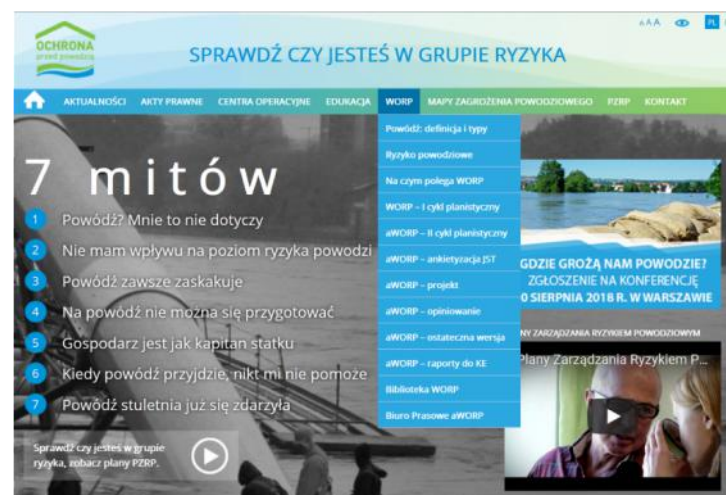 A A A
PL
OCHRONA
przed powodzią
SPRAWDŹ CZY JESTEŚ W GRUPIE RYZYKA
AKTUALNOŚCI AKTY PRAWNE CENTRA OPERACYJNE EDUKACJA WORP MAPY ZAGROŻENIA POWODZIOWEGO PZRP KONTAKT
7 mitów
1 Powódź? Mnie to nie dotyczy
2 Nie mam wpływu na poziom ryzyka powodzi
3 Powódź zawsze zaskakuje
4 Na powódź nie można się przygotować
5 Gospodarz jest jak kapitan statku
6 Kiedy powódź przyjdzie, nikt mi nie pomoże
7 Powódź stuletnia już się zdarzyła
Sprawdź czy jesteś w grupie
ryzyka, zobacz plany PZRP.
Powódź: definicja i typy
Ryzyko powodziowe
Na czym polega WORP
WORP – I cykl planistyczny
aWORP – II cykl planistyczny
aWORP – ankietyzacja JST
aWORP – projekt
aWORP – opiniowanie
aWORP – ostateczna wersja
aWORP – raporty do KE
Biblioteka WORP
Biuro Prasowe aWORP
GDZIE GROŻĄ NAM POWODZIE?
ZGŁOSZENIE NA KONFERENCJĘ
0 SIERPNIA 2018 R. W WARSZAWIE
NY ZARZĄDZANIA RYZYKIEM POWODZIOWYM
Plany Zarządzania Ryzykiem P...